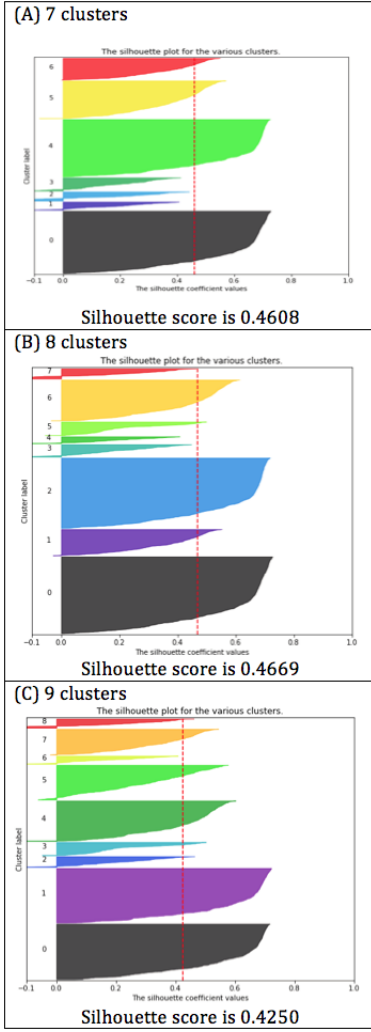 (A) 7 clusters
The silhouette plot for the various clusters.
6
5
4
3
2
1
0
Cluster label
−0.1 0.0 0.2 0.4 0.6 0.8 1.0
The silhouette coefficient values
Silhouette score is 0.4608
(B) 8 clusters
The silhouette plot for the various clusters.
7
6
5
4
3
2
1
0
Cluster label
−0.1 0.0 0.2 0.4 0.6 0.8 1.0
The silhouette coefficient values
Silhouette score is 0.4669
(C) 9 clusters
The silhouette plot for the various clusters.
8
7
6
5
4
3
2
1
0
Cluster label
−0.1 0.0 0.2 0.4 0.6 0.8 1.0
The silhouette coefficient values
Silhouette score is 0.4250